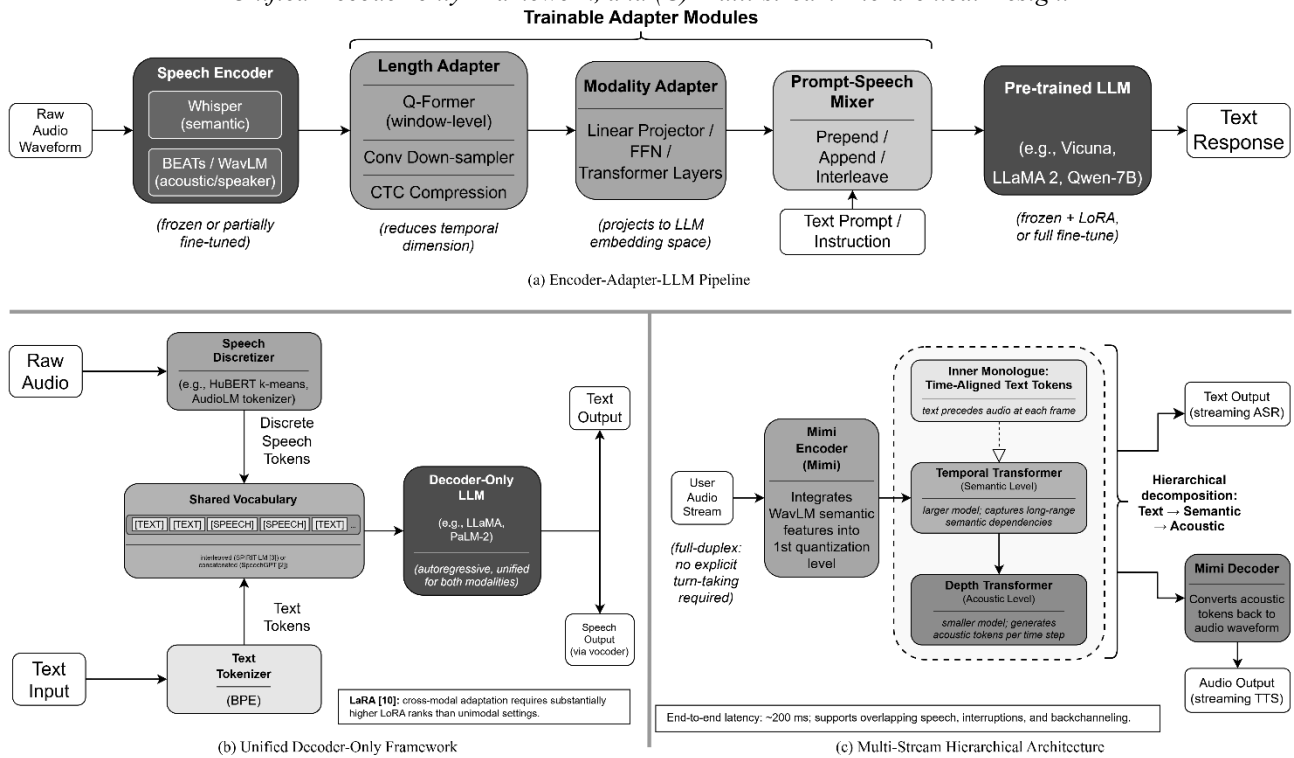 Trainable Adapter Modules
Raw
Audio
Waveform
Speech Encoder
Whisper
(semantic)
BEATs / WavLM
(acoustic/speaker)
(frozen or partially
fine-tuned)
Length Adapter
Q-Former
(window-level)
Conv Down-sampler
CTC Compression
(reduces temporal
dimension)
Modality Adapter
Linear Projector /
FFN /
Transformer Layers
(projects to LLM
embedding space)
Prompt-Speech
Mixer
Prepend /
Append /
Interleave
Text Prompt /
Instruction
Pre-trained LLM
(e.g., Vicuna,
LLaMA 2, Qwen-7B)
(frozen + LoRA,
or full fine-tune)
Text
Response
(a) Encoder-Adapter-LLM Pipeline
Raw
Audio
Speech
Discretizer
(e.g., HuBERT k-means,
AudioLM tokenizer)
Discrete
Speech
Tokens
Shared Vocabulary
[TEXT] [TEXT] [SPEECH] [SPEECH] [TEXT] ..
interleaved (SPIRIT LM [3]) or
concatenated (SpeechGPT [2])
Text
Tokens
Text
Input
Text
Tokenizer
(BPE)
Decoder-Only
LLM
(e.g., LLaMA,
PaLM-2)
(autoregressive, unified
for both modalities)
Text
Output
Speech
Output
(via vocoder)
LaRA [10]: cross-modal adaptation requires substantially
higher LoRA ranks than unimodal settings.
(b) Unified Decoder-Only Framework
User
Audio
Stream
(full-duplex:
no explicit
turn-taking
required)
Mimi
Encoder
(Mimi)
Integrates
WavLM semantic
features into
1st quantization
level
Inner Monologue:
Time-Aligned Text Tokens
text precedes audio at each frame
Temporal Transformer
(Semantic Level)
larger model; captures long-range
semantic dependencies
Depth Transformer
(Acoustic Level)
smaller model; generates
acoustic tokens per time step
Text Output
(streaming ASR)
Hierarchical
decomposition:
Text → Semantic
→ Acoustic
Mimi Decoder
Converts acoustic
tokens back to
audio waveform
Audio Output
(streaming TTS)
End-to-end latency: ~200 ms; supports overlapping speech, interruptions, and backchanneling.
(c) Multi-Stream Hierarchical Architecture